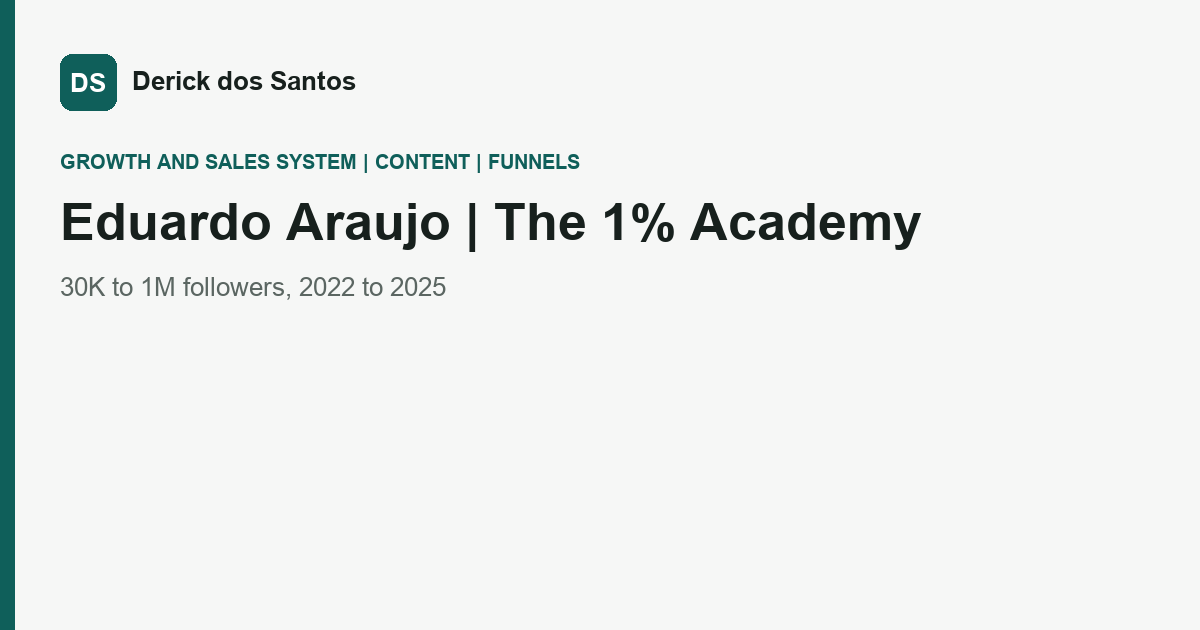 DS
Derick dos Santos
GROWTH AND SALES SYSTEM | CONTENT | FUNNELS
Eduardo Araujo | The 1% Academy
30K to 1M followers, 2022 to 2025